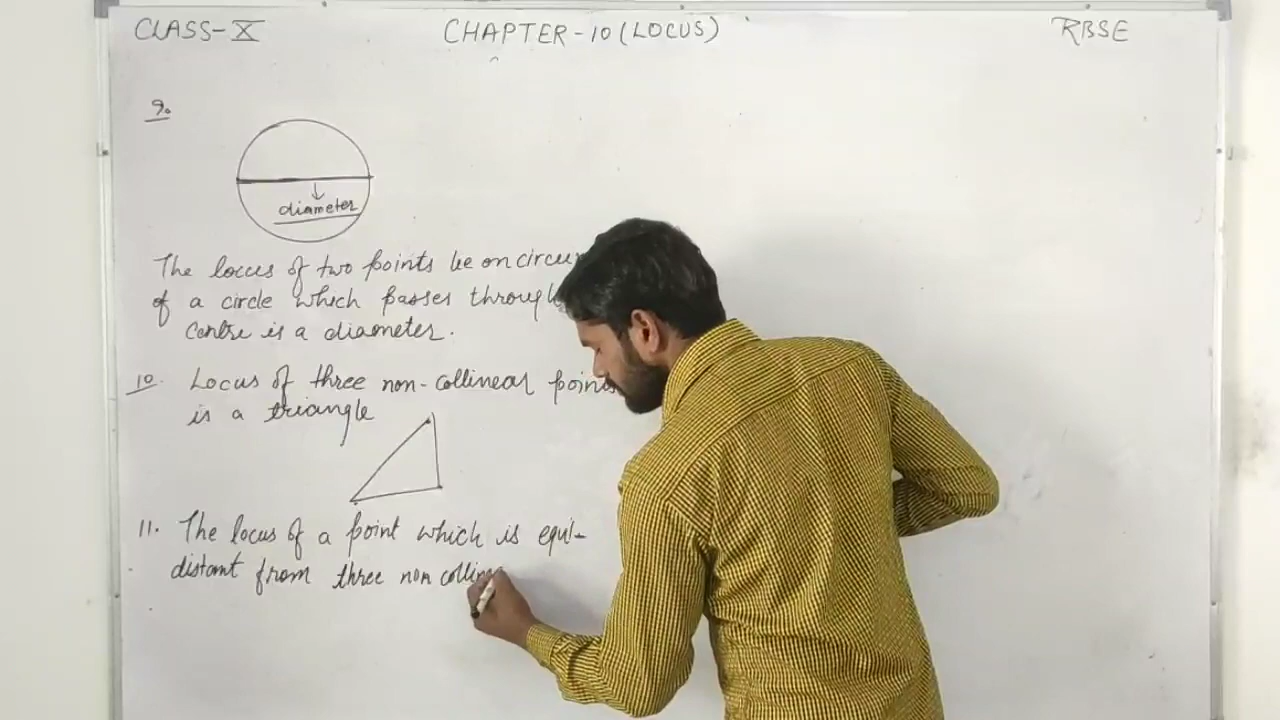 CLASS-X CHAPTER-10 (LOCUS) RBSE
9.
diameter
The locus of two points be on circu
of a circle which passes through
centre is a diameter.
10. Locus of three non-collinear points
is a triangle
11. The locus of a point which is equi-
distant from three non collin